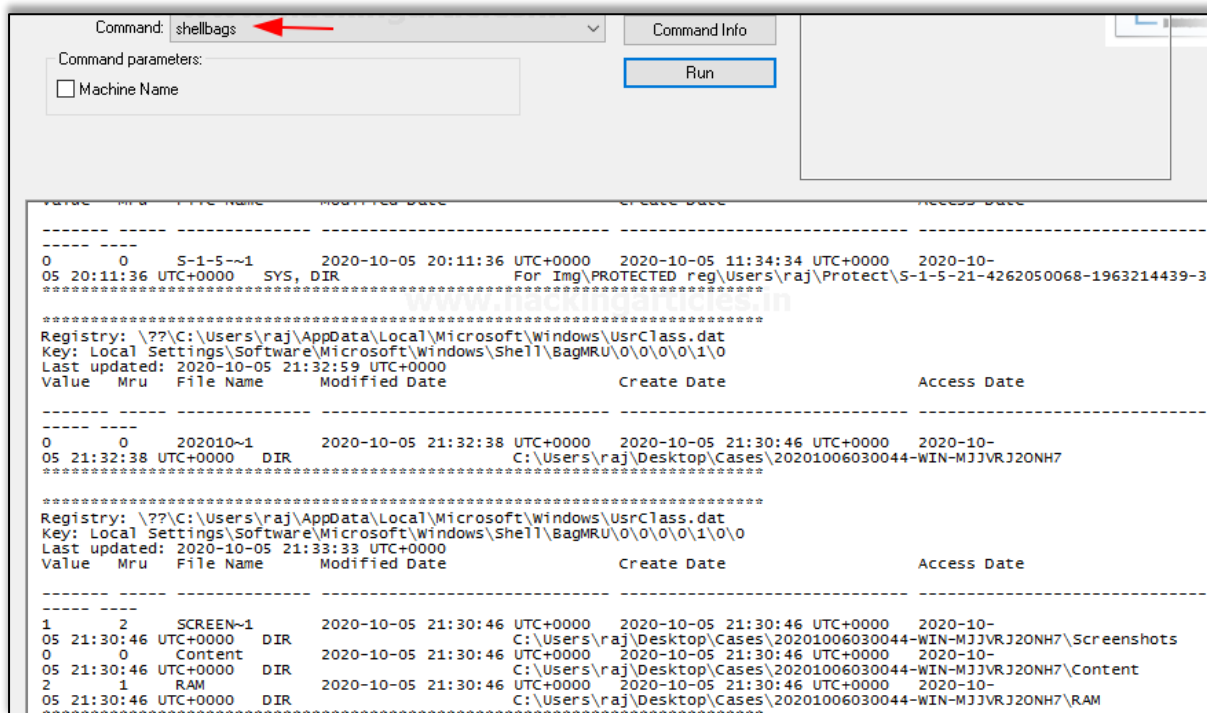 Command: shellbags
Command Info
Command parameters:
Machine Name
Run
Value Mru File Name Modified Date Create Date Access Date
------- ----- -------------- ------------------------------ ------------------------------ ------------------------------
----- ----
0 0 S-1-5-~1 2020-10-05 20:11:36 UTC+0000 2020-10-05 11:34:34 UTC+0000 2020-10-
05 20:11:36 UTC+0000 SYS, DIR For Img\PROTECTED reg\Users\raj\Protect\S-1-5-21-4262050068-1963214439-3
***************************************************************************
www.hackingarticles.in
***************************************************************************
Registry: \??\C:\Users\raj\AppData\Local\Microsoft\Windows\UsrClass.dat
Key: Local Settings\Software\Microsoft\Windows\Shell\BagMRU\0\0\0\0\1\0
Last updated: 2020-10-05 21:32:59 UTC+0000
Value Mru File Name Modified Date Create Date Access Date
------- ----- -------------- ------------------------------ ------------------------------ ------------------------------
----- ----
0 0 202010~1 2020-10-05 21:32:38 UTC+0000 2020-10-05 21:30:46 UTC+0000 2020-10-
05 21:32:38 UTC+0000 DIR C:\Users\raj\Desktop\Cases\20201006030044-WIN-MJJVRJ2ONH7
***************************************************************************
***************************************************************************
Registry: \??\C:\Users\raj\AppData\Local\Microsoft\Windows\UsrClass.dat
Key: Local Settings\Software\Microsoft\Windows\Shell\BagMRU\0\0\0\0\1\0\0
Last updated: 2020-10-05 21:33:33 UTC+0000
Value Mru File Name Modified Date Create Date Access Date
------- ----- -------------- ------------------------------ ------------------------------ ------------------------------
----- ----
1 2 SCREEN~1 2020-10-05 21:30:46 UTC+0000 2020-10-05 21:30:46 UTC+0000 2020-10-
05 21:30:46 UTC+0000 DIR C:\Users\raj\Desktop\Cases\20201006030044-WIN-MJJVRJ2ONH7\Screenshots
0 0 Content 2020-10-05 21:30:46 UTC+0000 2020-10-05 21:30:46 UTC+0000 2020-10-
05 21:30:46 UTC+0000 DIR C:\Users\raj\Desktop\Cases\20201006030044-WIN-MJJVRJ2ONH7\Content
2 1 RAM 2020-10-05 21:30:46 UTC+0000 2020-10-05 21:30:46 UTC+0000 2020-10-
05 21:30:46 UTC+0000 DIR C:\Users\raj\Desktop\Cases\20201006030044-WIN-MJJVRJ2ONH7\RAM
***************************************************************************